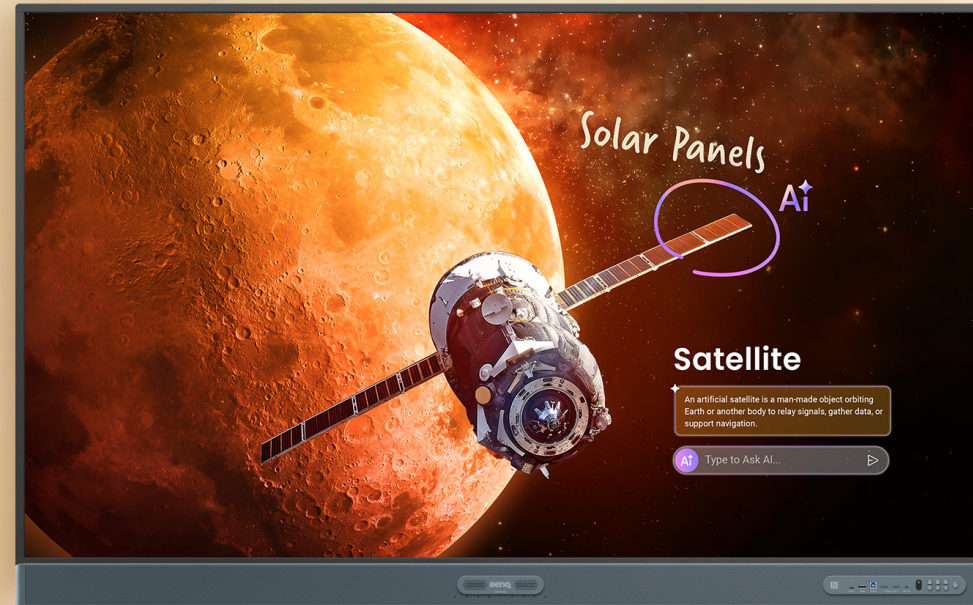 Solar Panels
Ai
Satellite
An artificial satellite is a man-made object orbiting
Earth or another body to relay signals, gather data, or
support navigation.
Ai
Type to Ask AI...
BenQ